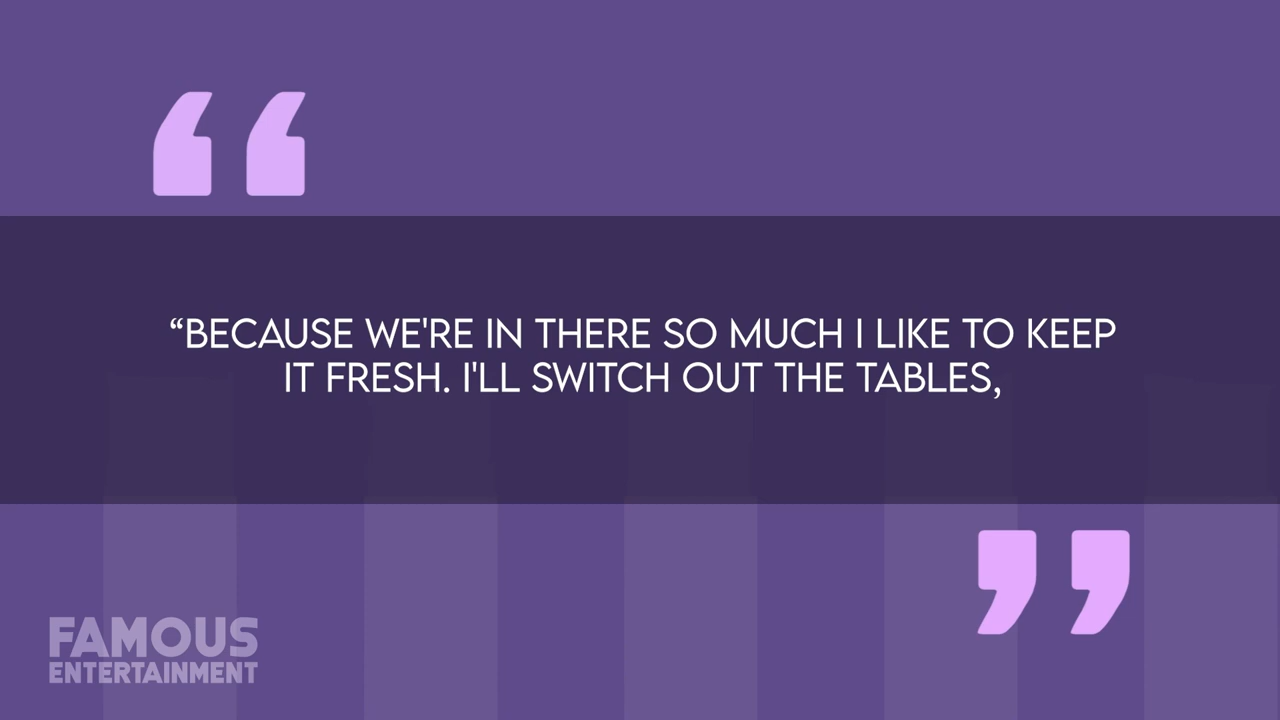 “BECAUSE WE'RE IN THERE SO MUCH I LIKE TO KEEP
IT FRESH. I'LL SWITCH OUT THE TABLES,
FAMOUS
ENTERTAINMENT